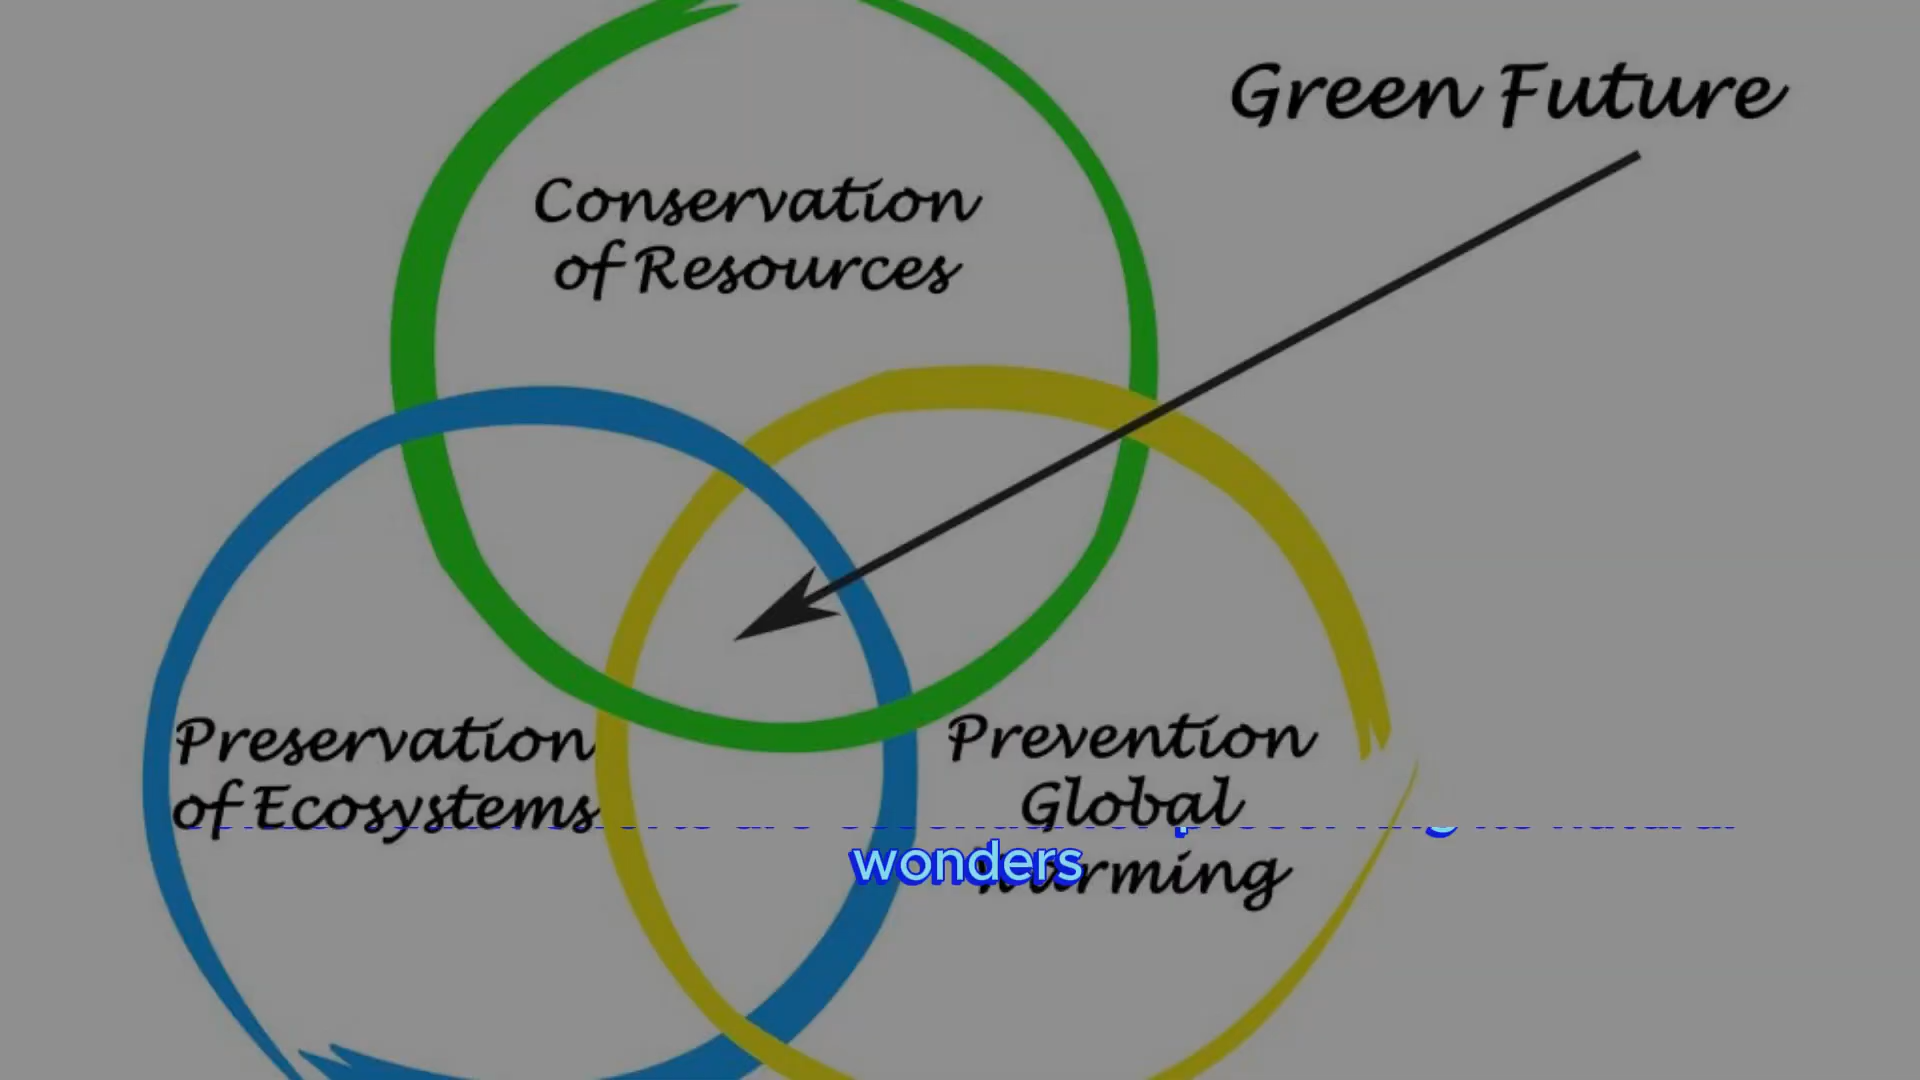 Green Future
Conservation
of Resources
Preservation
of Ecosystems
Prevention
Global
wonders